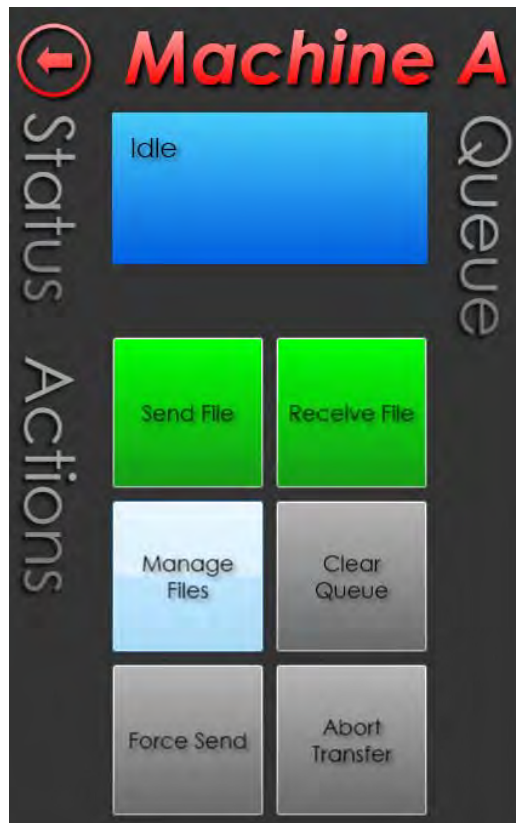 Machine A
Status
Idle
Queue
Actions
Send File
Receive File
Manage
Files
Clear
Queue
Force Send
Abort
Transfer